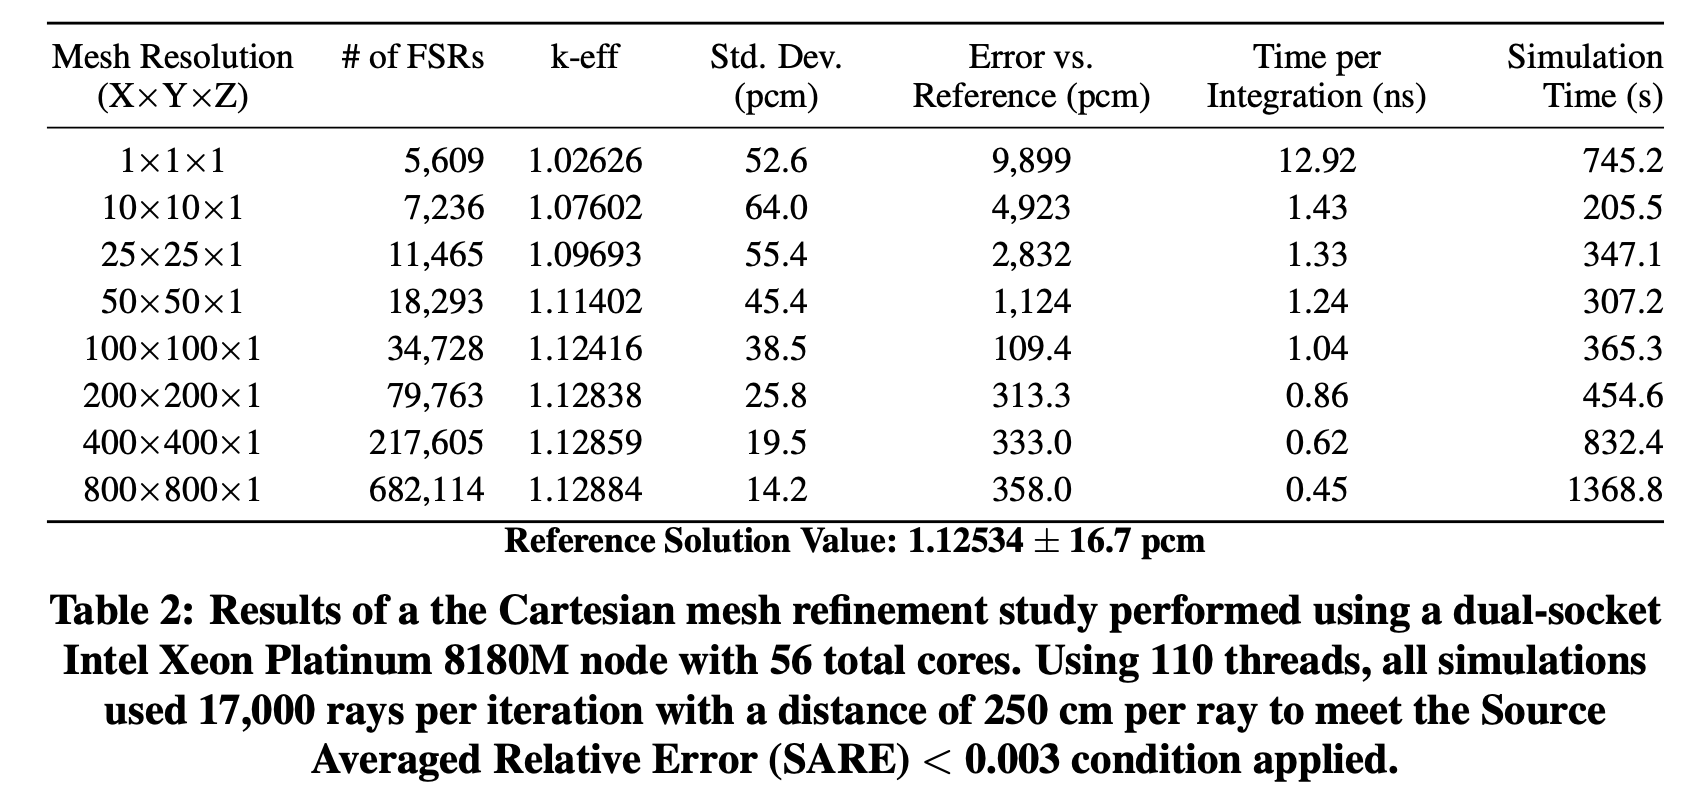 Mesh Resolution # of FSRs k-eff Std. Dev. Error vs. Time per Simulation
(X×Y×Z) (pcm) Reference (pcm) Integration (ns) Time (s)
1×1×1 5,609 1.02626 52.6 9,899 12.92 745.2
10×10×1 7,236 1.07602 64.0 4,923 1.43 205.5
25×25×1 11,465 1.09693 55.4 2,832 1.33 347.1
50×50×1 18,293 1.11402 45.4 1,124 1.24 307.2
100×100×1 34,728 1.12416 38.5 109.4 1.04 365.3
200×200×1 79,763 1.12838 25.8 313.3 0.86 454.6
400×400×1 217,605 1.12859 19.5 333.0 0.62 832.4
800×800×1 682,114 1.12884 14.2 358.0 0.45 1368.8
Reference Solution Value: 1.12534 ± 16.7 pcm
Table 2: Results of a the Cartesian mesh refinement study performed using a dual-socket
Intel Xeon Platinum 8180M node with 56 total cores. Using 110 threads, all simulations
used 17,000 rays per iteration with a distance of 250 cm per ray to meet the Source
Averaged Relative Error (SARE) < 0.003 condition applied.